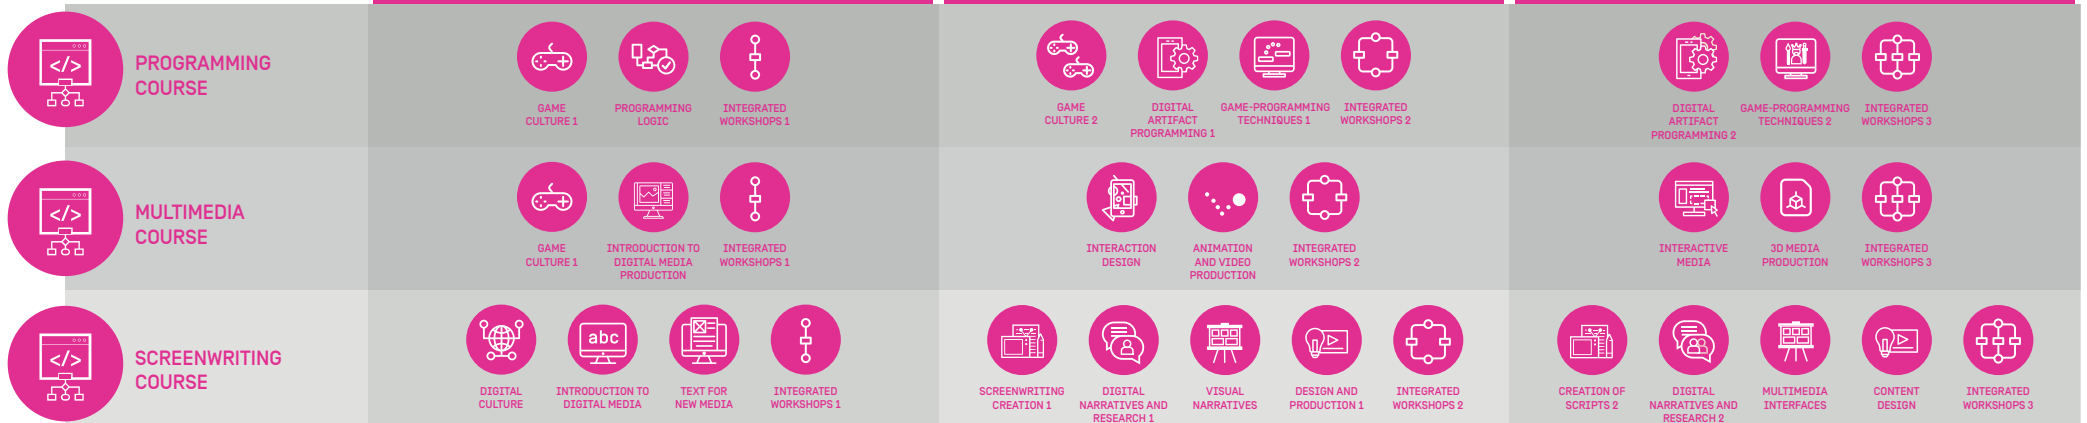 PROGRAMMING
COURSE
GAME
CULTURE 1
PROGRAMMING
LOGIC
INTEGRATED
WORKSHOPS 1
GAME
CULTURE 2
DIGITAL
ARTIFACT
PROGRAMMING 1
GAME-PROGRAMMING
TECHNIQUES 1
INTEGRATED
WORKSHOPS 2
DIGITAL
ARTIFACT
PROGRAMMING 2
GAME-PROGRAMMING
TECHNIQUES 2
INTEGRATED
WORKSHOPS 3
MULTIMEDIA
COURSE
GAME
CULTURE 1
INTRODUCTION TO
DIGITAL MEDIA
PRODUCTION
INTEGRATED
WORKSHOPS 1
INTERACTION
DESIGN
ANIMATION
AND VIDEO
PRODUCTION
INTEGRATED
WORKSHOPS 2
INTERACTIVE
MEDIA
3D MEDIA
PRODUCTION
INTEGRATED
WORKSHOPS 3
SCREENWRITING
COURSE
DIGITAL
CULTURE
abc
INTRODUCTION TO
DIGITAL MEDIA
TEXT FOR
NEW MEDIA
INTEGRATED
WORKSHOPS 1
SCREENWRITING
CREATION 1
DIGITAL
NARRATIVES AND
RESEARCH 1
VISUAL
NARRATIVES
DESIGN AND
PRODUCTION 1
INTEGRATED
WORKSHOPS 2
CREATION OF
SCRIPTS 2
DIGITAL
NARRATIVES AND
RESEARCH 2
MULTIMEDIA
INTERFACES
CONTENT
DESIGN
INTEGRATED
WORKSHOPS 3